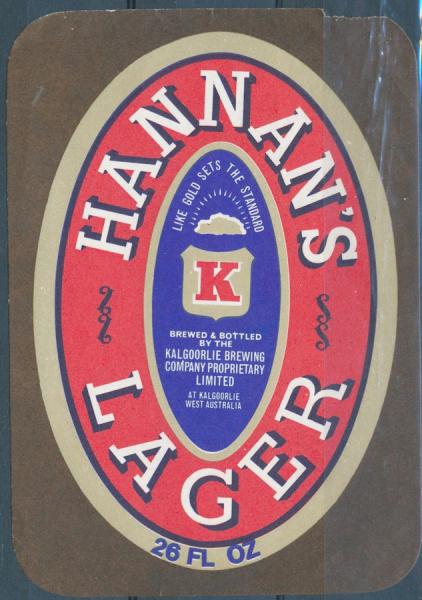 HANNAN'S
LIKE GOLD SETS THE STANDARD
K
BREWED & BOTTLED
BY THE
KALGOORLIE BREWING
COMPANY PROPRIETARY
LIMITED
AT KALGOORLIE
WEST AUSTRALIA
LAGER
26 FL OZ